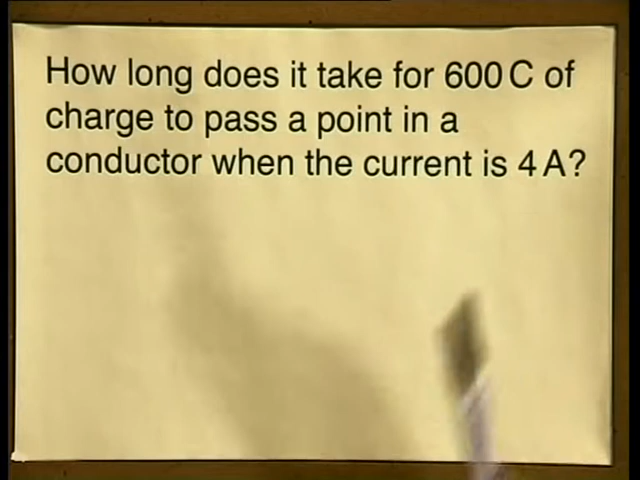 How long does it take for 600 C of
charge to pass a point in a
conductor when the current is 4 A?